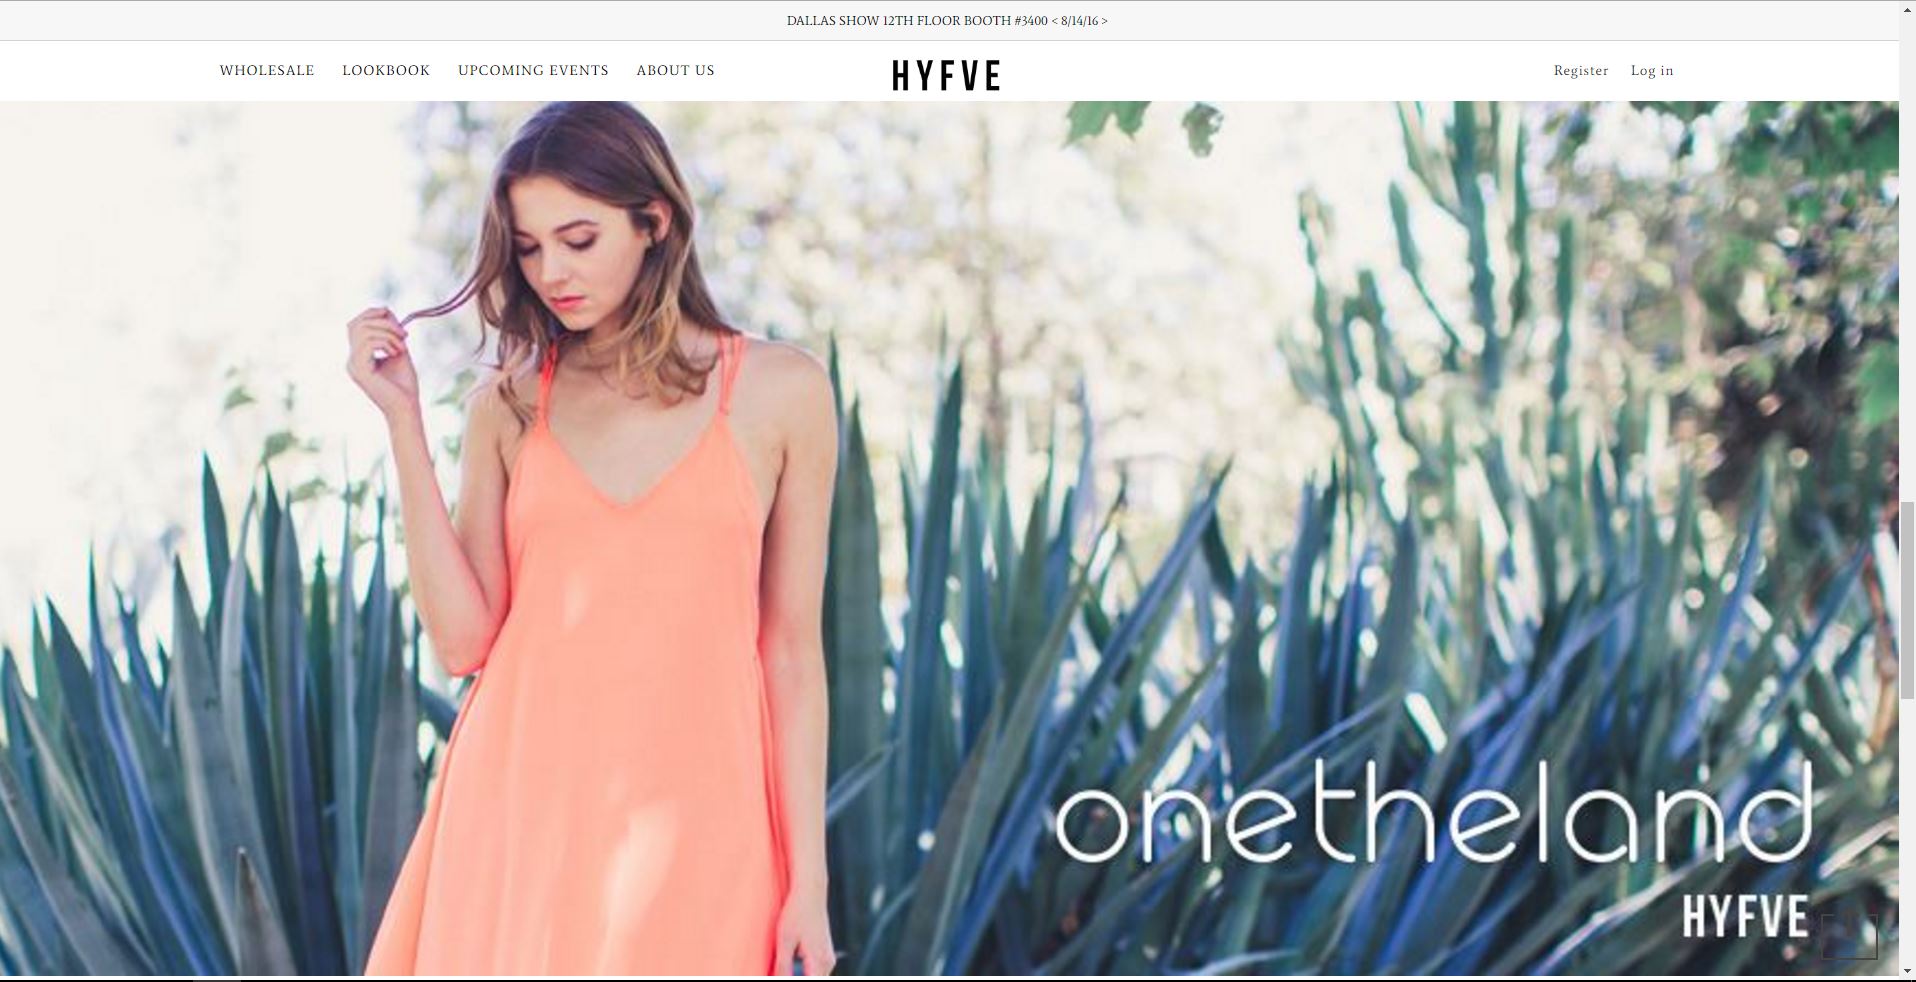 DALLAS SHOW 12TH FLOOR BOOTH #3400 < 8/14/16 >
WHOLESALE LOOKBOOK UPCOMING EVENTS ABOUT US HYFVE Register Log in
onetheland
HYFVE